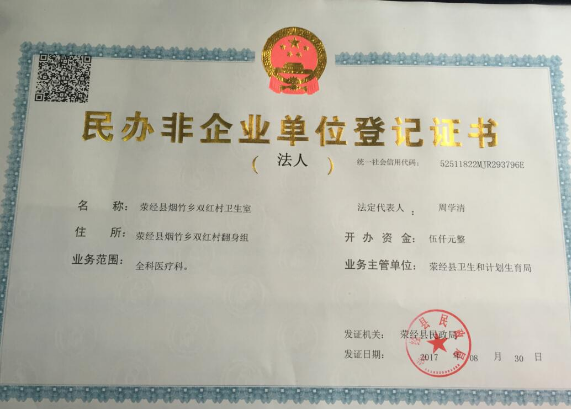 民办非企业单位登记证书
（法人） 统一社会信用代码： 52511822MJR293796E
名 称： 荥经县烟竹乡双红村卫生室
法定代表人： 周学清
住 所： 荥经县烟竹乡双红村翻身组
开办资金： 伍仟元整
业务范围： 全科医疗科。
业务主管单位： 荥经县卫生和计划生育局
发证机关： 荥经县民政局
发证日期： 2017 年 08 月 30 日